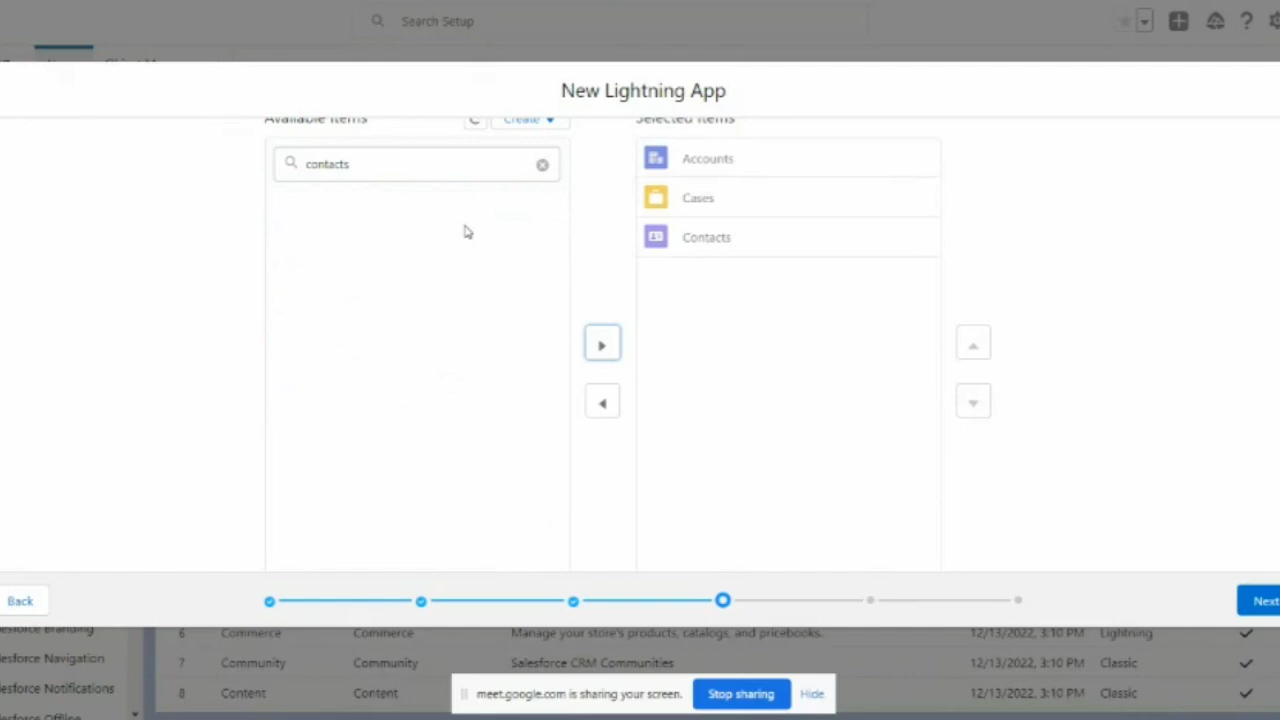 Search Setup
New Lightning App
Available Items
Create
Selected Items
contacts
Accounts
Cases
Contacts
Back
Next
6 Commerce Commerce Manage your store's products, catalogs, and pricebooks. 12/13/2022, 3:10 PM Lightning
lesforce Navigation
7 Community Community Salesforce CRM Communities 12/13/2022, 3:10 PM Classic
lesforce Notifications
8 Content Content 12/13/2022, 3:10 PM Classic
meet.google.com is sharing your screen.
Stop sharing
Hide